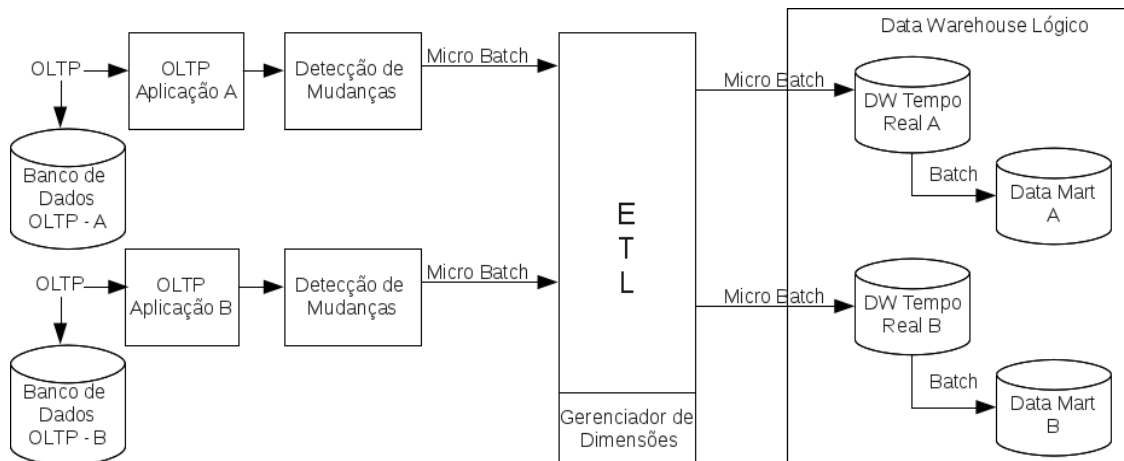 Data Warehouse Lógico
OLTP
OLTP
Aplicação A
Detecção de
Mudanças
Micro Batch
Micro Batch
DW Tempo
Real A
Banco de
Dados
OLTP - A
Batch
Data Mart
A
E
T
L
OLTP
OLTP
Aplicação B
Detecção de
Mudanças
Micro Batch
Micro Batch
DW Tempo
Real B
Banco de
Dados
OLTP - B
Batch
Data Mart
B
Gerenciador de
Dimensões